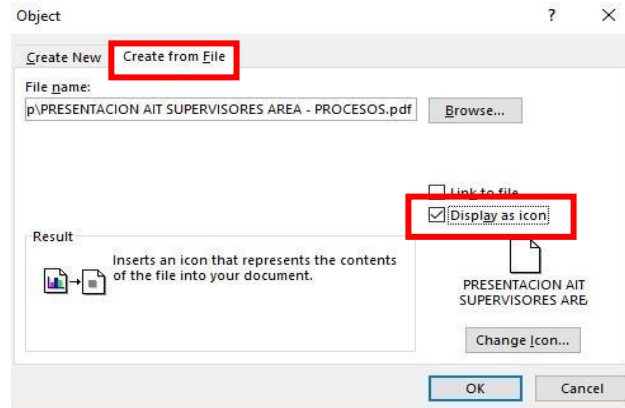 Object ? ×
Create New Create from File
File name:
p\PRESENTACION AIT SUPERVISORES AREA - PROCESOS.pdf Browse...
Link to file
Display as icon
Result
Inserts an icon that represents the contents
of the file into your document.
PRESENTACION AIT
SUPERVISORES ARE
Change Icon...
OK Cancel